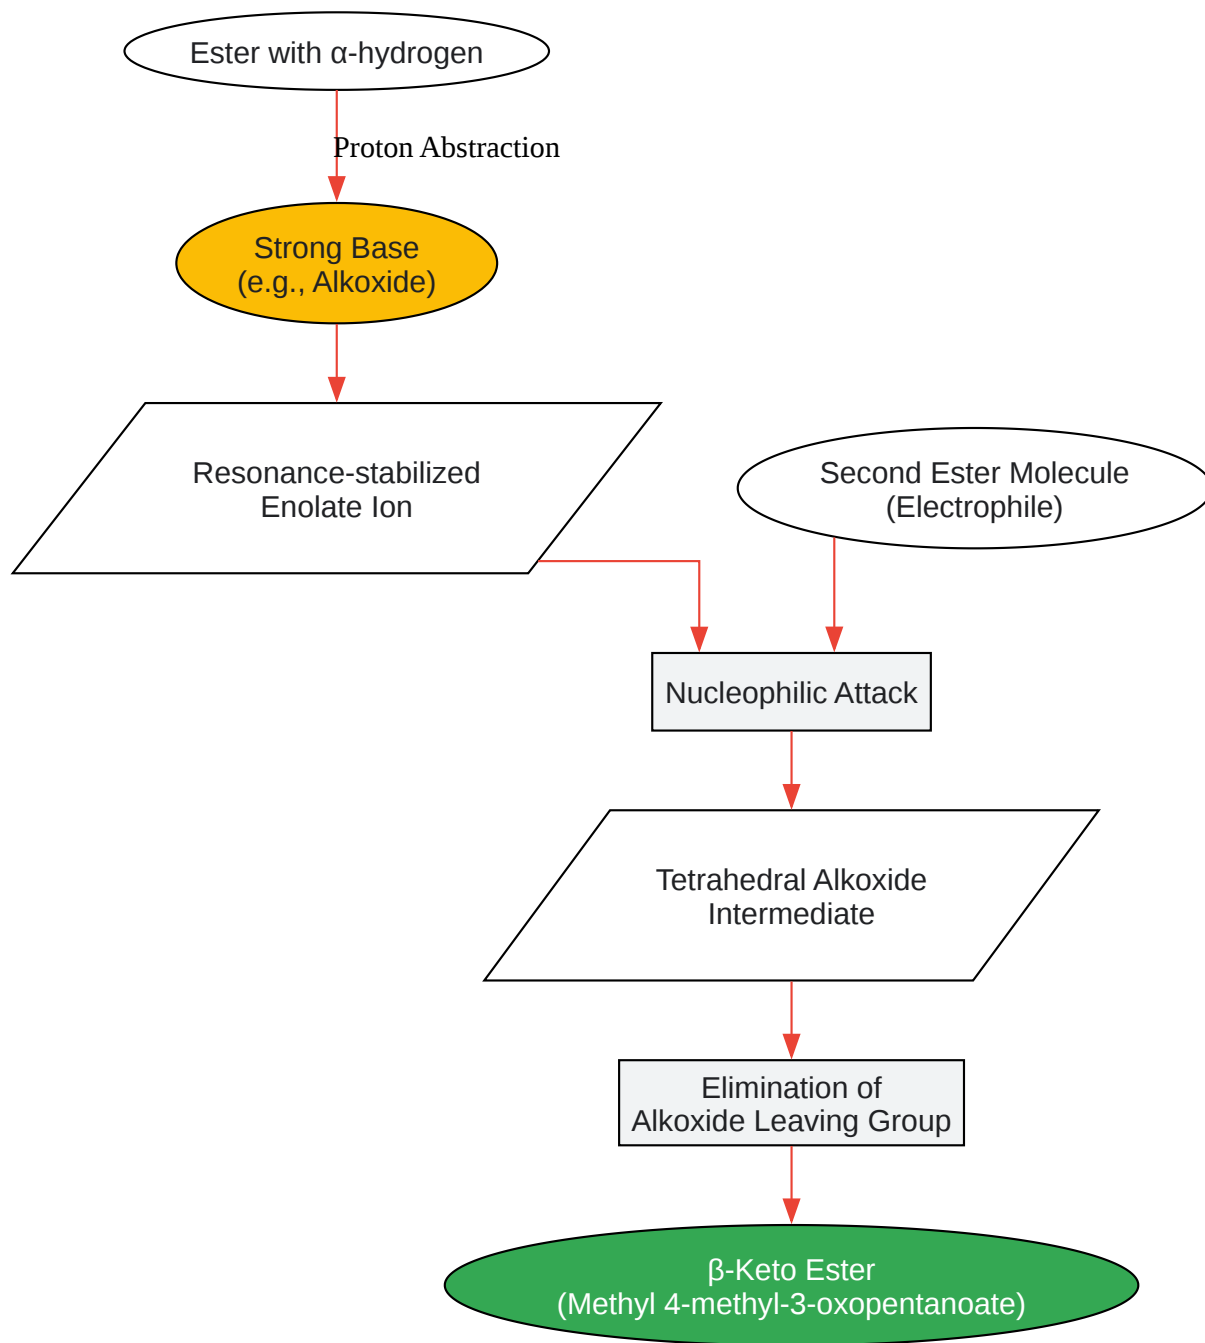 Ester with α-hydrogen
Proton Abstraction
Strong Base
(e.g., Alkoxide)
Resonance-stabilized
Enolate Ion
Second Ester Molecule
(Electrophile)
Nucleophilic Attack
Tetrahedral Alkoxide
Intermediate
Elimination of
Alkoxide Leaving Group
β-Keto Ester
(Methyl 4-methyl-3-oxopentanoate)